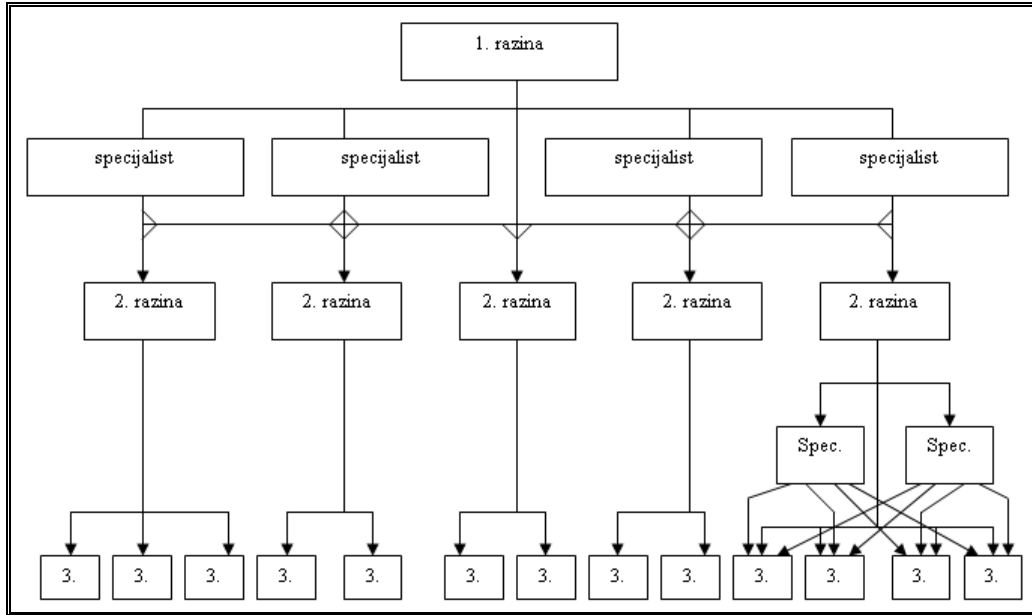 1. razina
specijalist
specijalist
specijalist
specijalist
2. razina
2. razina
2. razina
2. razina
2. razina
Spec.
Spec.
3.
3.
3.
3.
3.
3.
3.
3.
3.
3.
3.
3.
3.